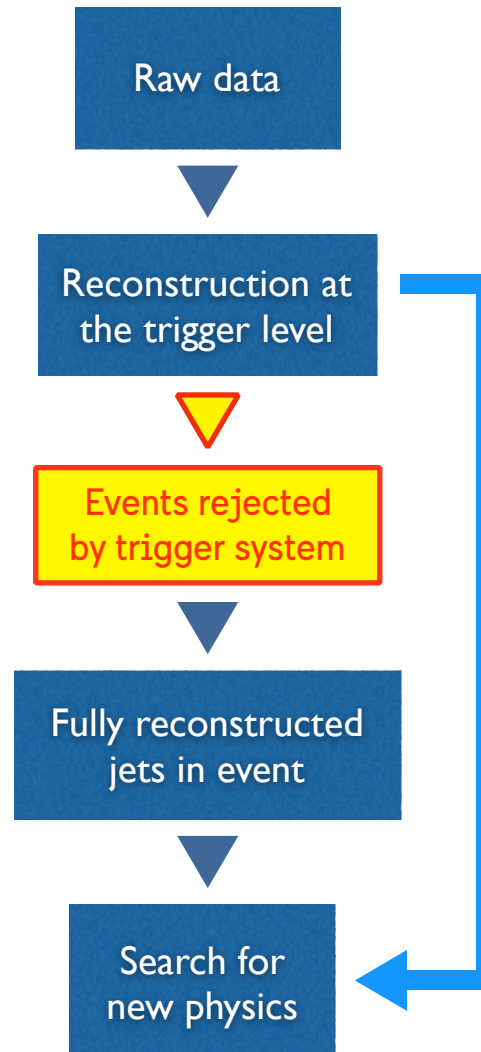 Raw data
Reconstruction at
the trigger level
Events rejected
by trigger system
Fully reconstructed
jets in event
Search for
new physics